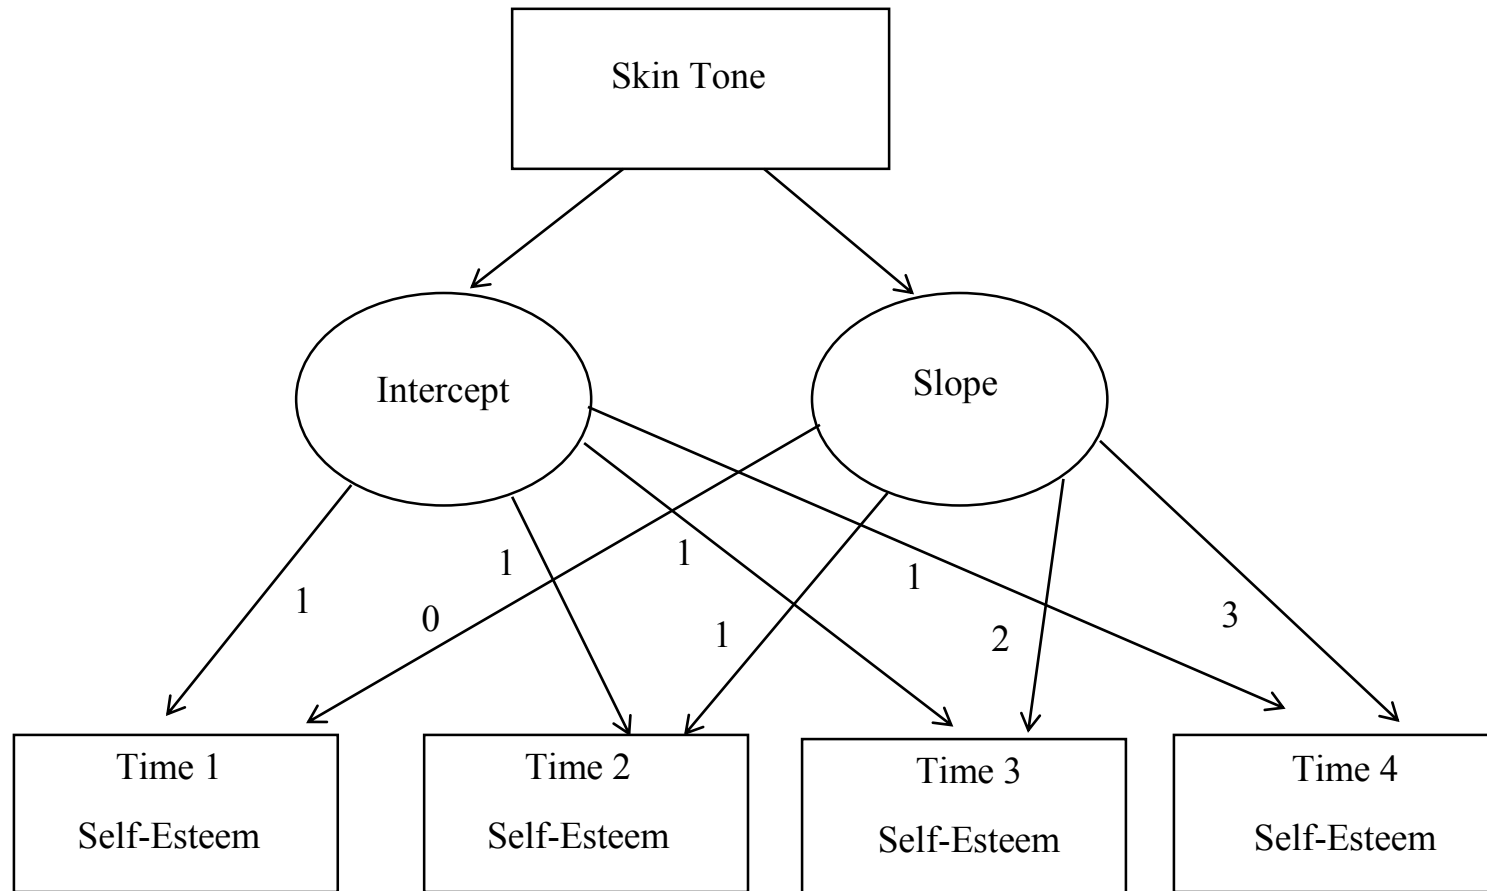 Skin Tone
Intercept
Slope
1
0
1
1
1
1
2
3
Time 1
Self-Esteem
Time 2
Self-Esteem
Time 3
Self-Esteem
Time 4
Self-Esteem